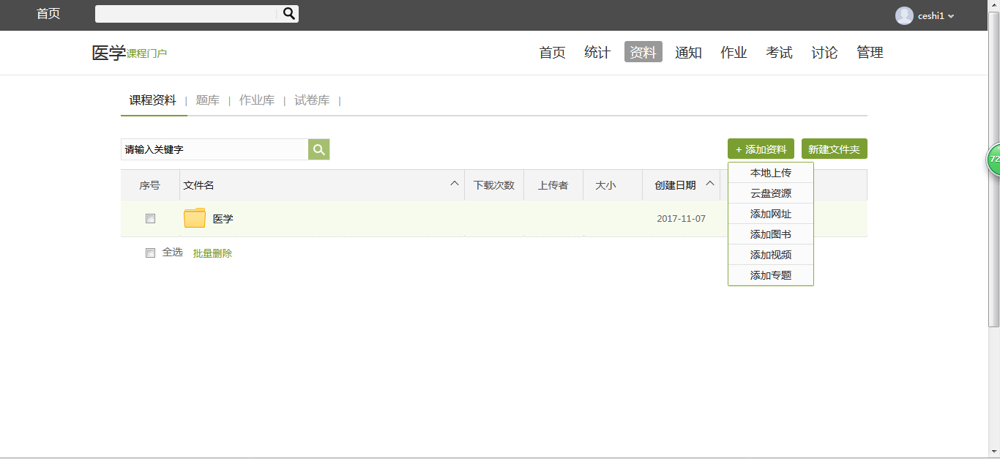 首页
ceshi1
医学课程门户
首页 统计 资料 通知 作业 考试 讨论 管理
课程资料 | 题库 | 作业库 | 试卷库 |
请输入关键字
+ 添加资料 新建文件夹
序号 文件名 下载次数 上传者 大小 创建日期
医学 2017-11-07
全选 批量删除
本地上传
云盘资源
添加网址
添加图书
添加视频
添加专题
72